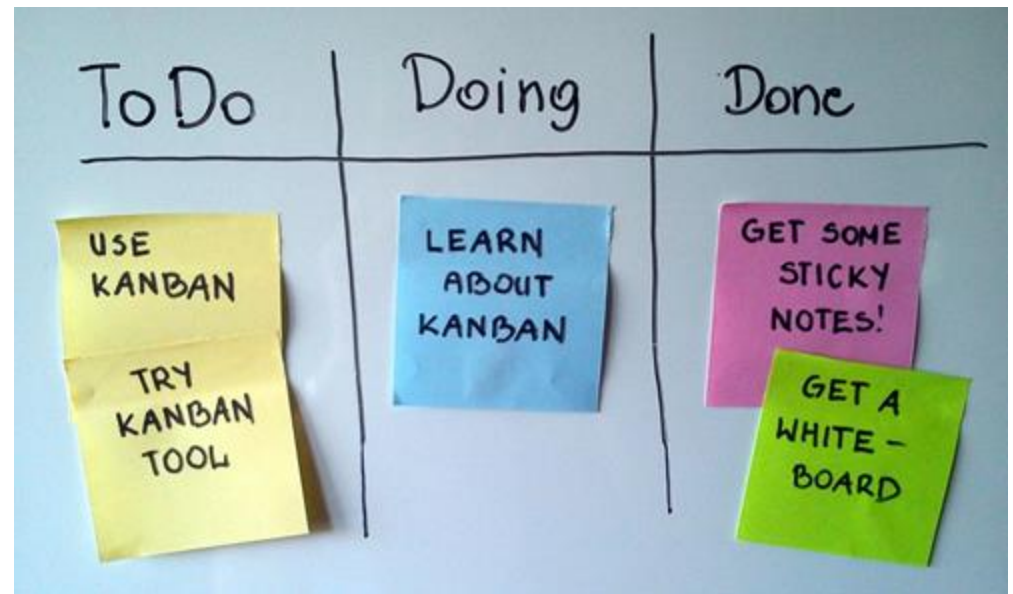 To Do
Doing
Done
USE
KANBAN
TRY
KANBAN
TOOL
LEARN
ABOUT
KANBAN
GET SOME
STICKY
NOTES!
GET A
WHITE-
BOARD